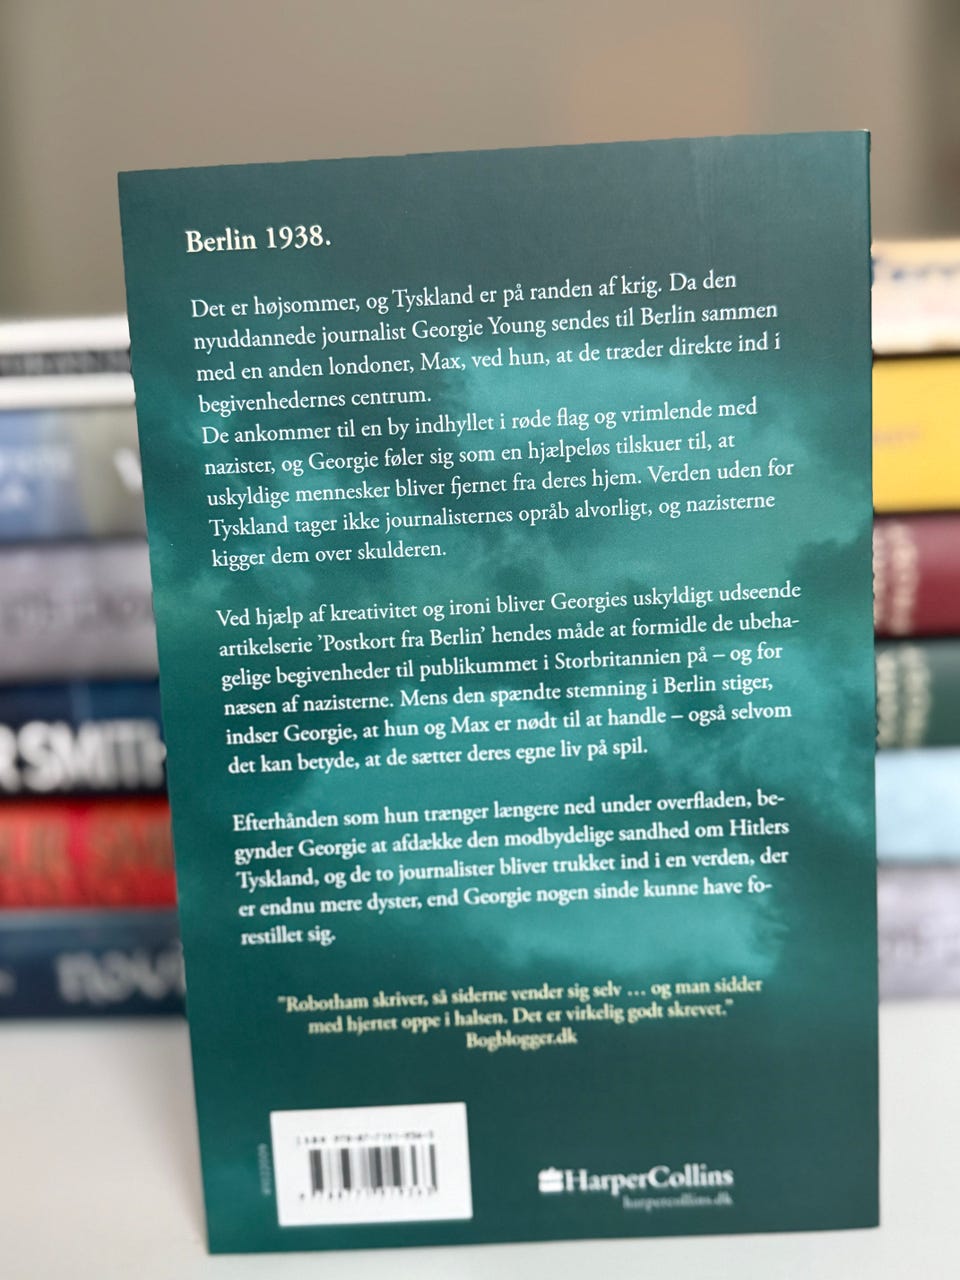 Berlin 1938.
Det er højsommer, og Tyskland er på randen af krig. Da den
nyuddannede journalist Georgie Young sendes til Berlin sammen
med en anden londoner, Max, ved hun, at de træder direkte ind i
begivenhedernes centrum.
De ankommer til en by indhyllet i røde flag og vrimlende med
nazister, og Georgie føler sig som en hjælpeløs tilskuer til, at
uskyldige mennesker bliver fjernet fra deres hjem. Verden uden for
Tyskland tager ikke journalisternes opråb alvorligt, og nazisterne
kigger dem over skulderen.
Ved hjælp af kreativitet og ironi bliver Georgies uskyldigt udseende
artikelserie ’Postkort fra Berlin’ hendes måde at formidle de ubeha-
gelige begivenheder til publikummet i Storbritannien på – og for
næsen af nazisterne. Mens den spændte stemning i Berlin stiger,
indser Georgie, at hun og Max er nødt til at handle – også selvom
det kan betyde, at de sætter deres egne liv på spil.
Efterhånden som hun trænger længere ned under overfladen, be-
gynder Georgie at afdække den modbydelige sandhed om Hitlers
Tyskland, og de to journalister bliver trukket ind i en verden, der
er endnu mere dyster, end Georgie nogen sinde kunne have fo-
restillet sig.
"Robotham skriver, så siderne vender sig selv … og man sidder
med hjertet oppe i halsen. Det er virkelig godt skrevet."
Bogblogger.dk
HarperCollins
harpercollins.dk
SMITH